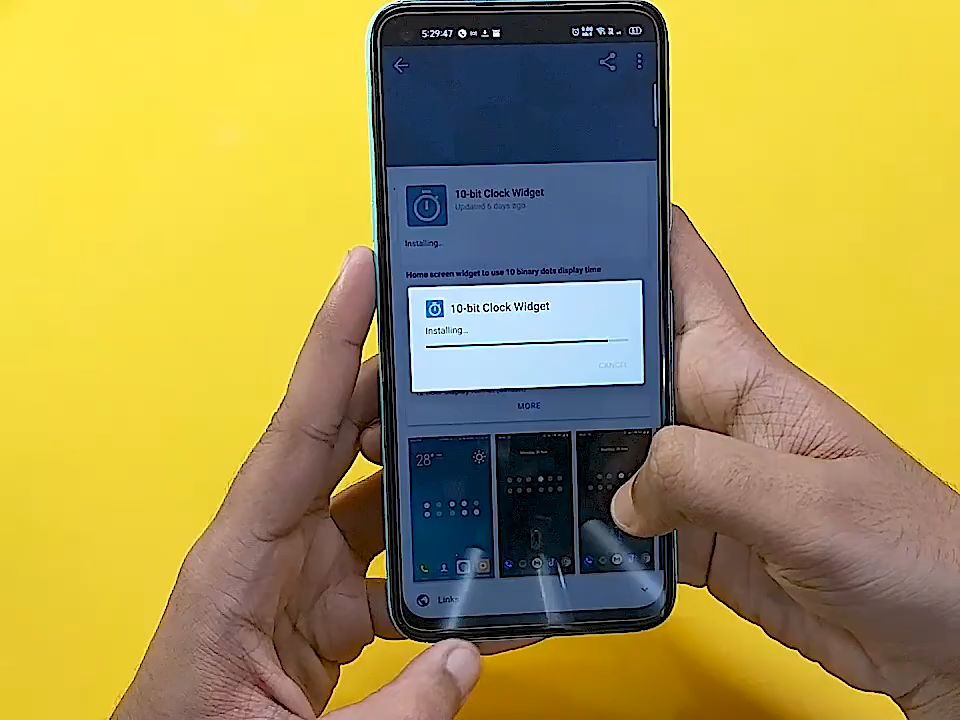 5:29:47
10-bit Clock Widget
Updated 6 days ago
Installing...
Home screen widget to use 10 binary dots display time
10-bit Clock Widget
Installing...
CANCEL
MORE
28°
Links